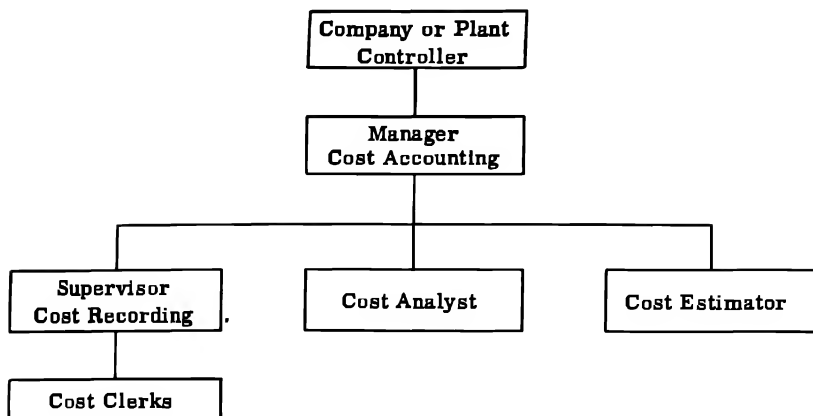 Company or Plant
Controller
Manager
Cost Accounting
Supervisor
Cost Recording
Cost Analyst
Cost Estimator
Cost Clerks